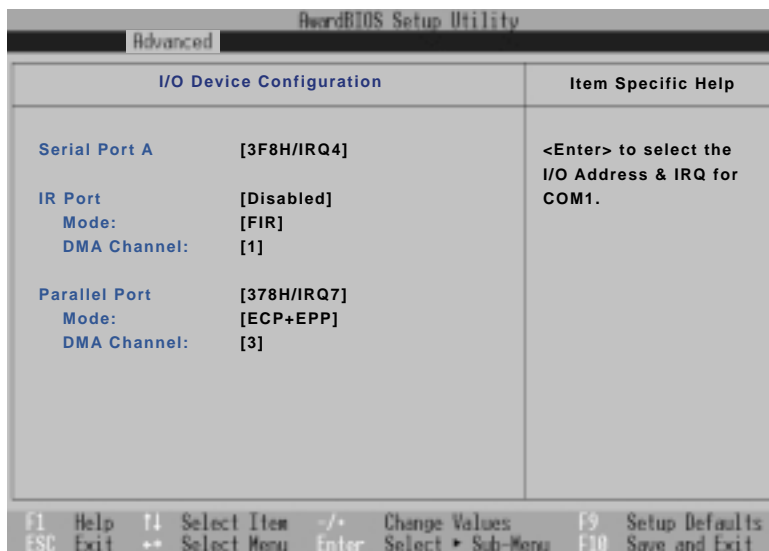 AwardBIOS Setup Utility
Advanced
I/O Device Configuration
Item Specific Help
Serial Port A [3F8H/IRQ4]
IR Port [Disabled]
Mode: [FIR]
DMA Channel: [1]
Parallel Port [378H/IRQ7]
Mode: [ECP+EPP]
DMA Channel: [3]
<Enter> to select the
I/O Address & IRQ for
COM1.
F1 Help ↑↓ Select Item -/+ Change Values F9 Setup Defaults
ESC Exit ←→ Select Menu Enter Select ► Sub-Menu F10 Save and Exit